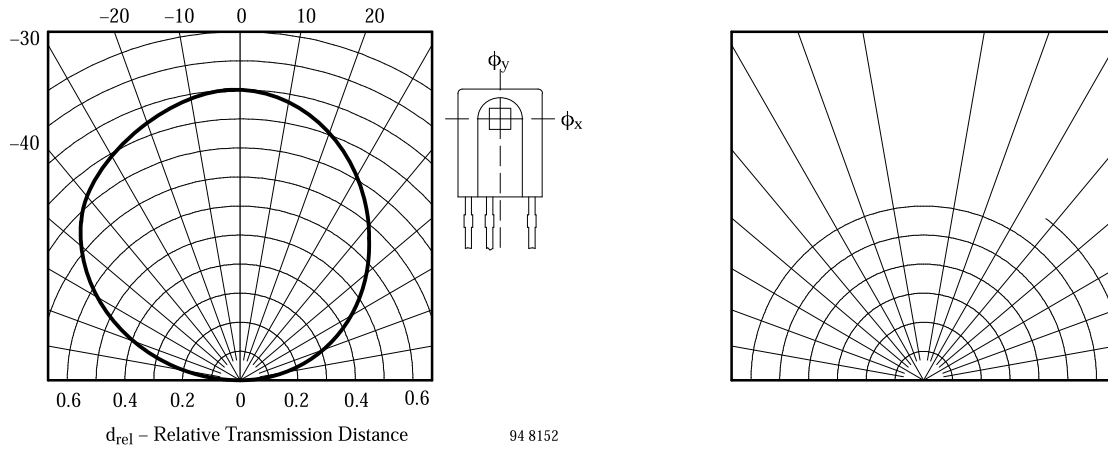 −20 −10 0 10 20
−30
−40
ϕy
ϕx
0.6 0.4 0.2 0 0.2 0.4 0.6
drel – Relative Transmission Distance
94 8152